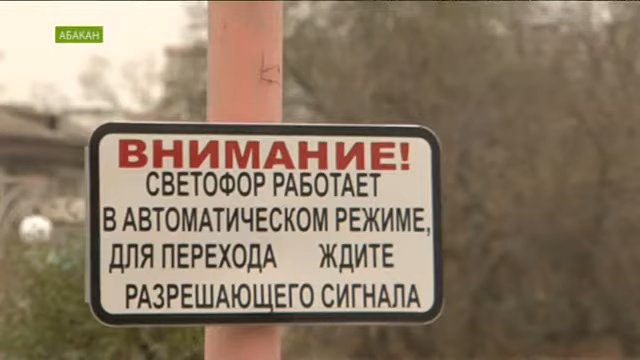 АБАКАН
ВНИМАНИЕ!
СВЕТОФОР РАБОТАЕТ
В АВТОМАТИЧЕСКОМ РЕЖИМЕ,
ДЛЯ ПЕРЕХОДА ЖДИТЕ
РАЗРЕШАЮЩЕГО СИГНАЛА